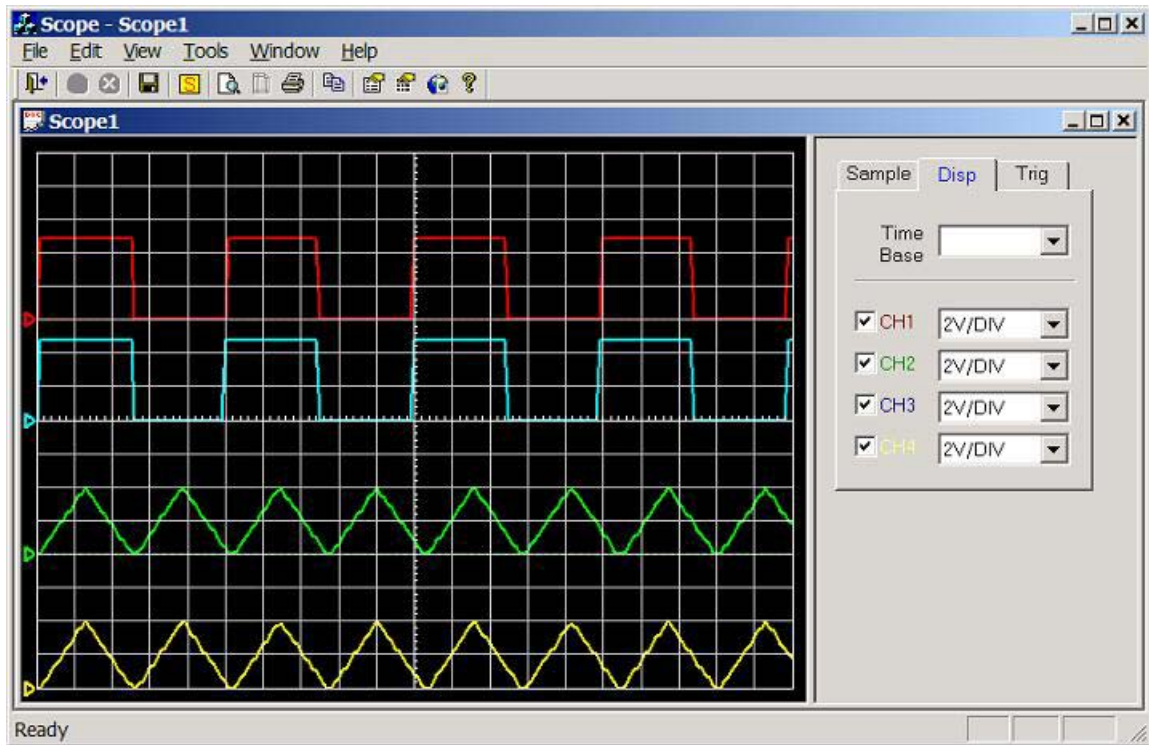 Scope - Scope1
File Edit View Tools Window Help
S ?
Scope1
Sample Disp Trig
Time
Base
CH1 2V/DIV
CH2 2V/DIV
CH3 2V/DIV
CH4 2V/DIV
Ready